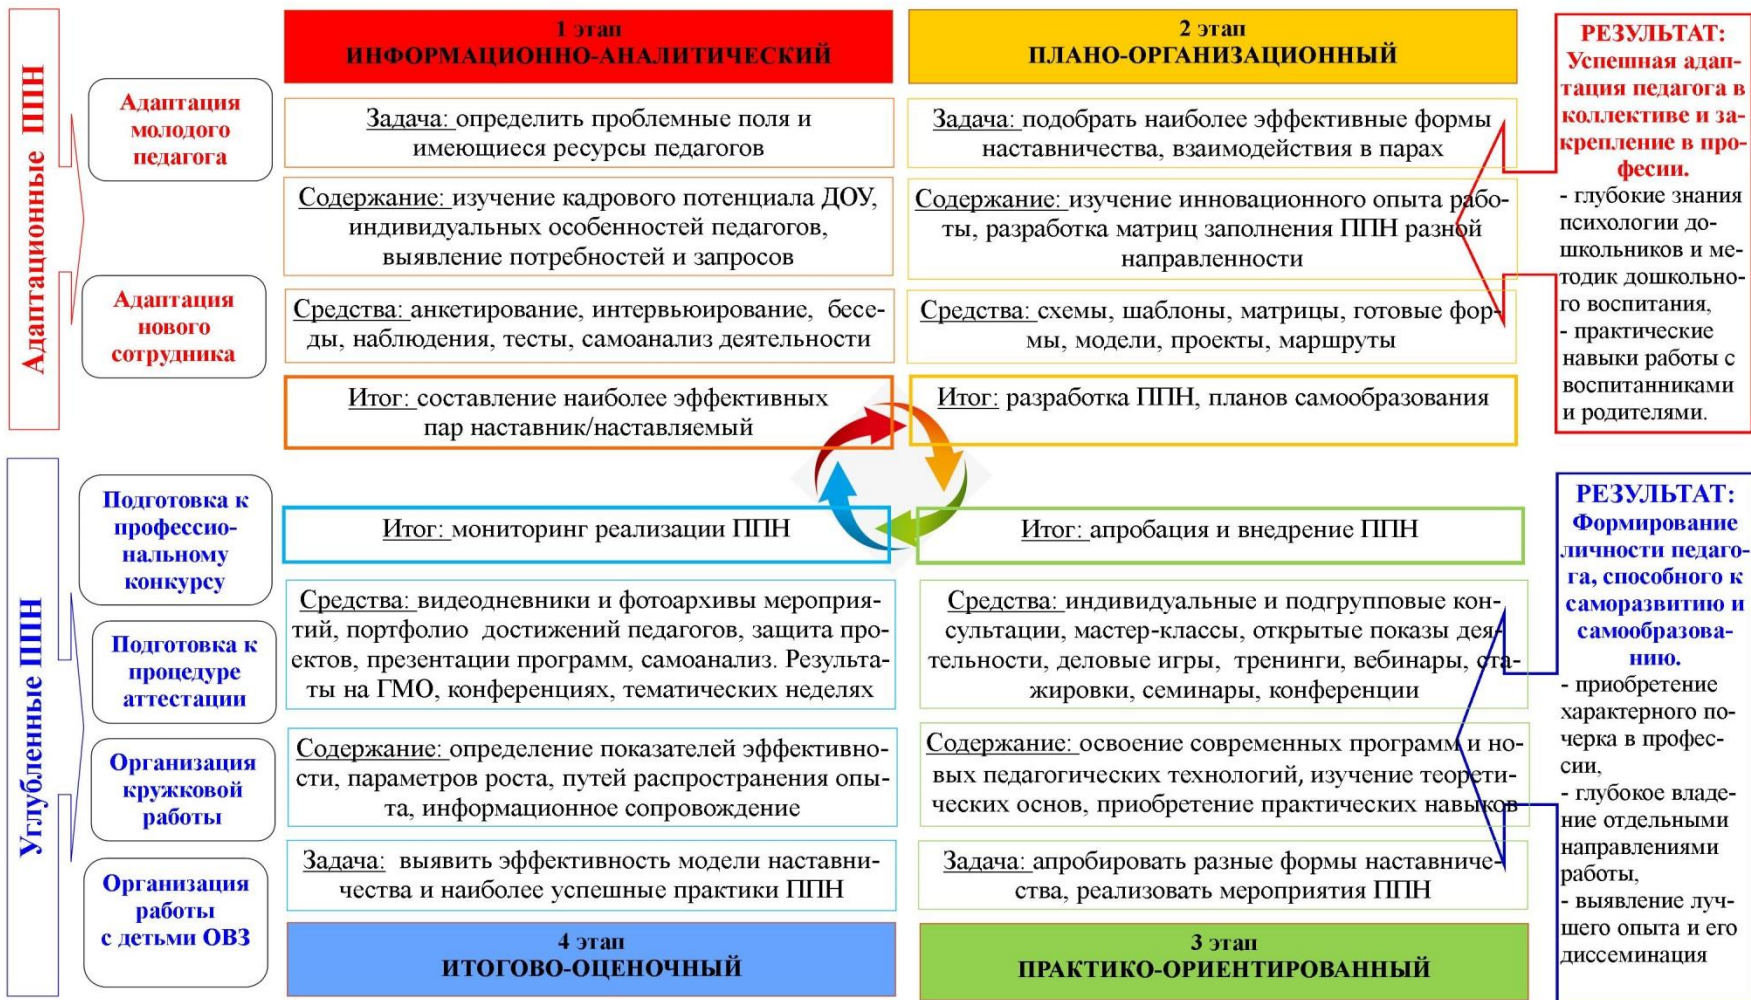 Адаптационные ППН
Адаптация
молодого
педагога
Адаптация
нового
сотрудника
1 этап
ИНФОРМАЦИОННО-АНАЛИТИЧЕСКИЙ
Задача: определить проблемные поля и
имеющиеся ресурсы педагогов
Содержание: изучение кадрового потенциала ДОУ,
индивидуальных особенностей педагогов,
выявление потребностей и запросов
Средства: анкетирование, интервьюирование, бесе-
ды, наблюдения, тесты, самоанализ деятельности
Итог: составление наиболее эффективных
пар наставник/наставляемый
2 этап
ПЛАНО-ОРГАНИЗАЦИОННЫЙ
Задача: подобрать наиболее эффективные формы
наставничества, взаимодействия в парах
Содержание: изучение инновационного опыта рабо-
ты, разработка матриц заполнения ППН разной
направленности
Средства: схемы, шаблоны, матрицы, готовые фор-
мы, модели, проекты, маршруты
Итог: разработка ППН, планов самообразования
РЕЗУЛЬТАТ:
Успешная адап-
тация педагога в
коллективе и за-
крепление в про-
фесии.
- глубокие знания
психологии до-
школьников и ме-
тодик дошкольно-
го воспитания,
- практические
навыки работы с
воспитанниками
и родителями.
Углубленные ППН
Подготовка к
профессио-
нальному
конкурсу
Подготовка к
процедуре
аттестации
Организация
кружковой
работы
Организация
работы
с детьми ОВЗ
Итог: мониторинг реализации ППН
Средства: видеодневники и фотоархивы мероприя-
тий, портфолио достижений педагогов, защита про-
ектов, презентации программ, самоанализ. Результа-
ты на ГМО, конференциях, тематических неделях
Содержание: определение показателей эффективно-
сти, параметров роста, путей распространения опы-
та, информационное сопровождение
Задача: выявить эффективность модели наставни-
чества и наиболее успешные практики ППН
4 этап
ИТОГОВО-ОЦЕНОЧНЫЙ
Итог: апробация и внедрение ППН
Средства: индивидуальные и подгрупповые кон-
сультации, мастер-классы, открытые показы дея-
тельности, деловые игры, тренинги, вебинары, ста-
жировки, семинары, конференции
Содержание: освоение современных программ и но-
вых педагогических технологий, изучение теорети-
ческих основ, приобретение практических навыков
Задача: апробировать разные формы наставниче-
ства, реализовать мероприятия ППН
3 этап
ПРАКТИКО-ОРИЕНТИРОВАННЫЙ
РЕЗУЛЬТАТ:
Формирование
личности педаго-
га, способного к
саморазвитию и
самообразова-
нию.
- приобретение
характерного по-
черка в профес-
сии,
- глубокое владе-
ние отдельными
направлениями
работы,
- выявление луч-
шего опыта и его
диссеминация